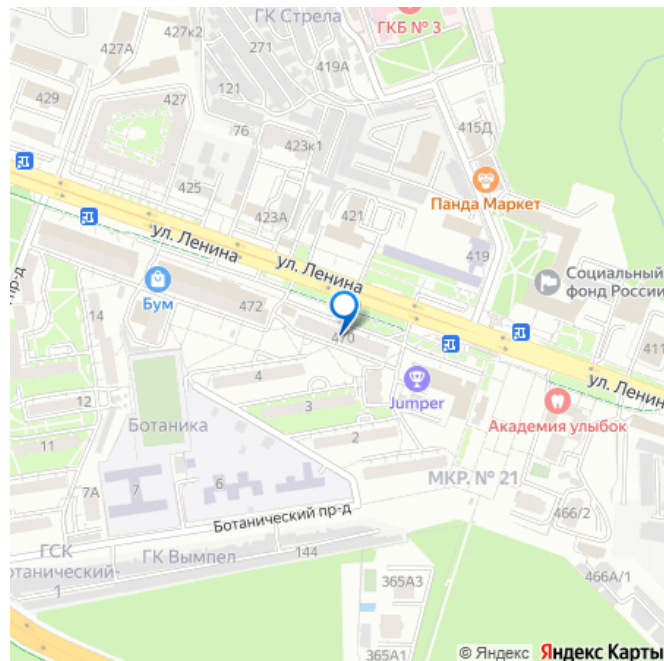 ГК Стрела
ГКБ № 3
427к2
427А
271
419А
121
429
427
76
423к1
415Д
Панда Маркет
425
423А
421
ул. Ленина
ул. Ленина
419
Социальный
фонд России
пр-д
Бум
472
14
470
411
ул. Ленина
4
Jumper
12
3
Академия улыбок
Ботаника
11
2
МКР. № 21
7А
7
6
466/2
Ботанический пр-д
ГСК
отанический-
1
ГК Вымпел
144
365А3
466А/1
365А1
© Яндекс Яндекс Карты